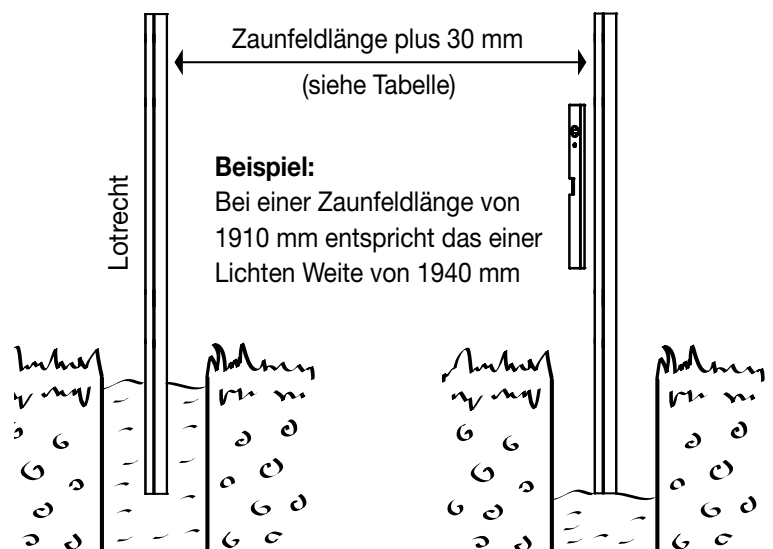 Zaunfeldlänge plus 30 mm
(siehe Tabelle)
Lotrecht
Beispiel:
Bei einer Zaunfeldlänge von
1910 mm entspricht das einer
Lichten Weite von 1940 mm